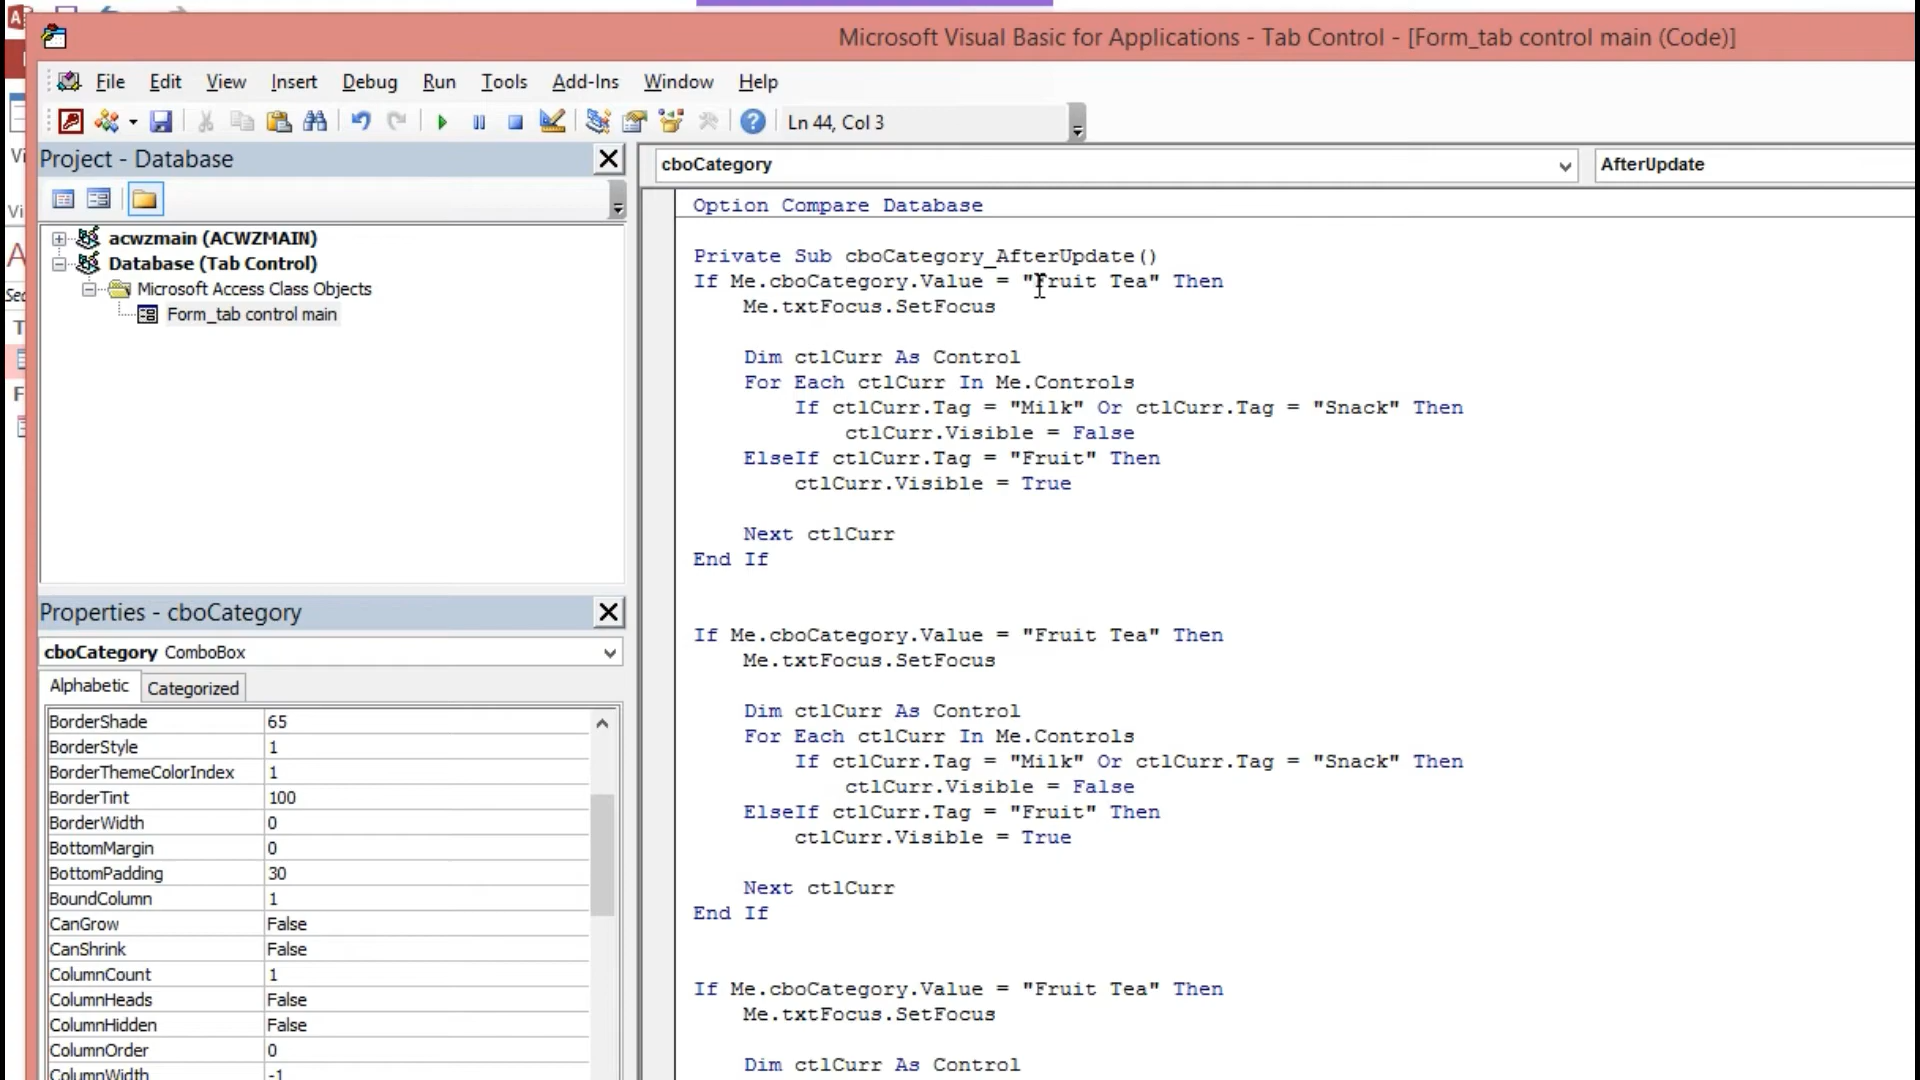 Microsoft Visual Basic for Applications - Tab Control - [Form_tab control main (Code)]
File Edit View Insert Debug Run Tools Add-Ins Window Help
Ln 44, Col 3
Project - Database
acwzmain (ACWZMAIN)
Database (Tab Control)
Microsoft Access Class Objects
Form_tab control main
Properties - cboCategory
cboCategory ComboBox
Alphabetic Categorized
BorderShade 65
BorderStyle 1
BorderThemeColorIndex 1
BorderTint 100
BorderWidth 0
BottomMargin 0
BottomPadding 30
BoundColumn 1
CanGrow False
CanShrink False
ColumnCount 1
ColumnHeads False
ColumnHidden False
ColumnOrder 0
ColumnWidth -1
cboCategory AfterUpdate
Option Compare Database
Private Sub cboCategory_AfterUpdate()
If Me.cboCategory.Value = "Fruit Tea" Then
Me.txtFocus.SetFocus
Dim ctlCurr As Control
For Each ctlCurr In Me.Controls
If ctlCurr.Tag = "Milk" Or ctlCurr.Tag = "Snack" Then
ctlCurr.Visible = False
ElseIf ctlCurr.Tag = "Fruit" Then
ctlCurr.Visible = True
Next ctlCurr
End If
If Me.cboCategory.Value = "Fruit Tea" Then
Me.txtFocus.SetFocus
Dim ctlCurr As Control
For Each ctlCurr In Me.Controls
If ctlCurr.Tag = "Milk" Or ctlCurr.Tag = "Snack" Then
ctlCurr.Visible = False
ElseIf ctlCurr.Tag = "Fruit" Then
ctlCurr.Visible = True
Next ctlCurr
End If
If Me.cboCategory.Value = "Fruit Tea" Then
Me.txtFocus.SetFocus
Dim ctlCurr As Control